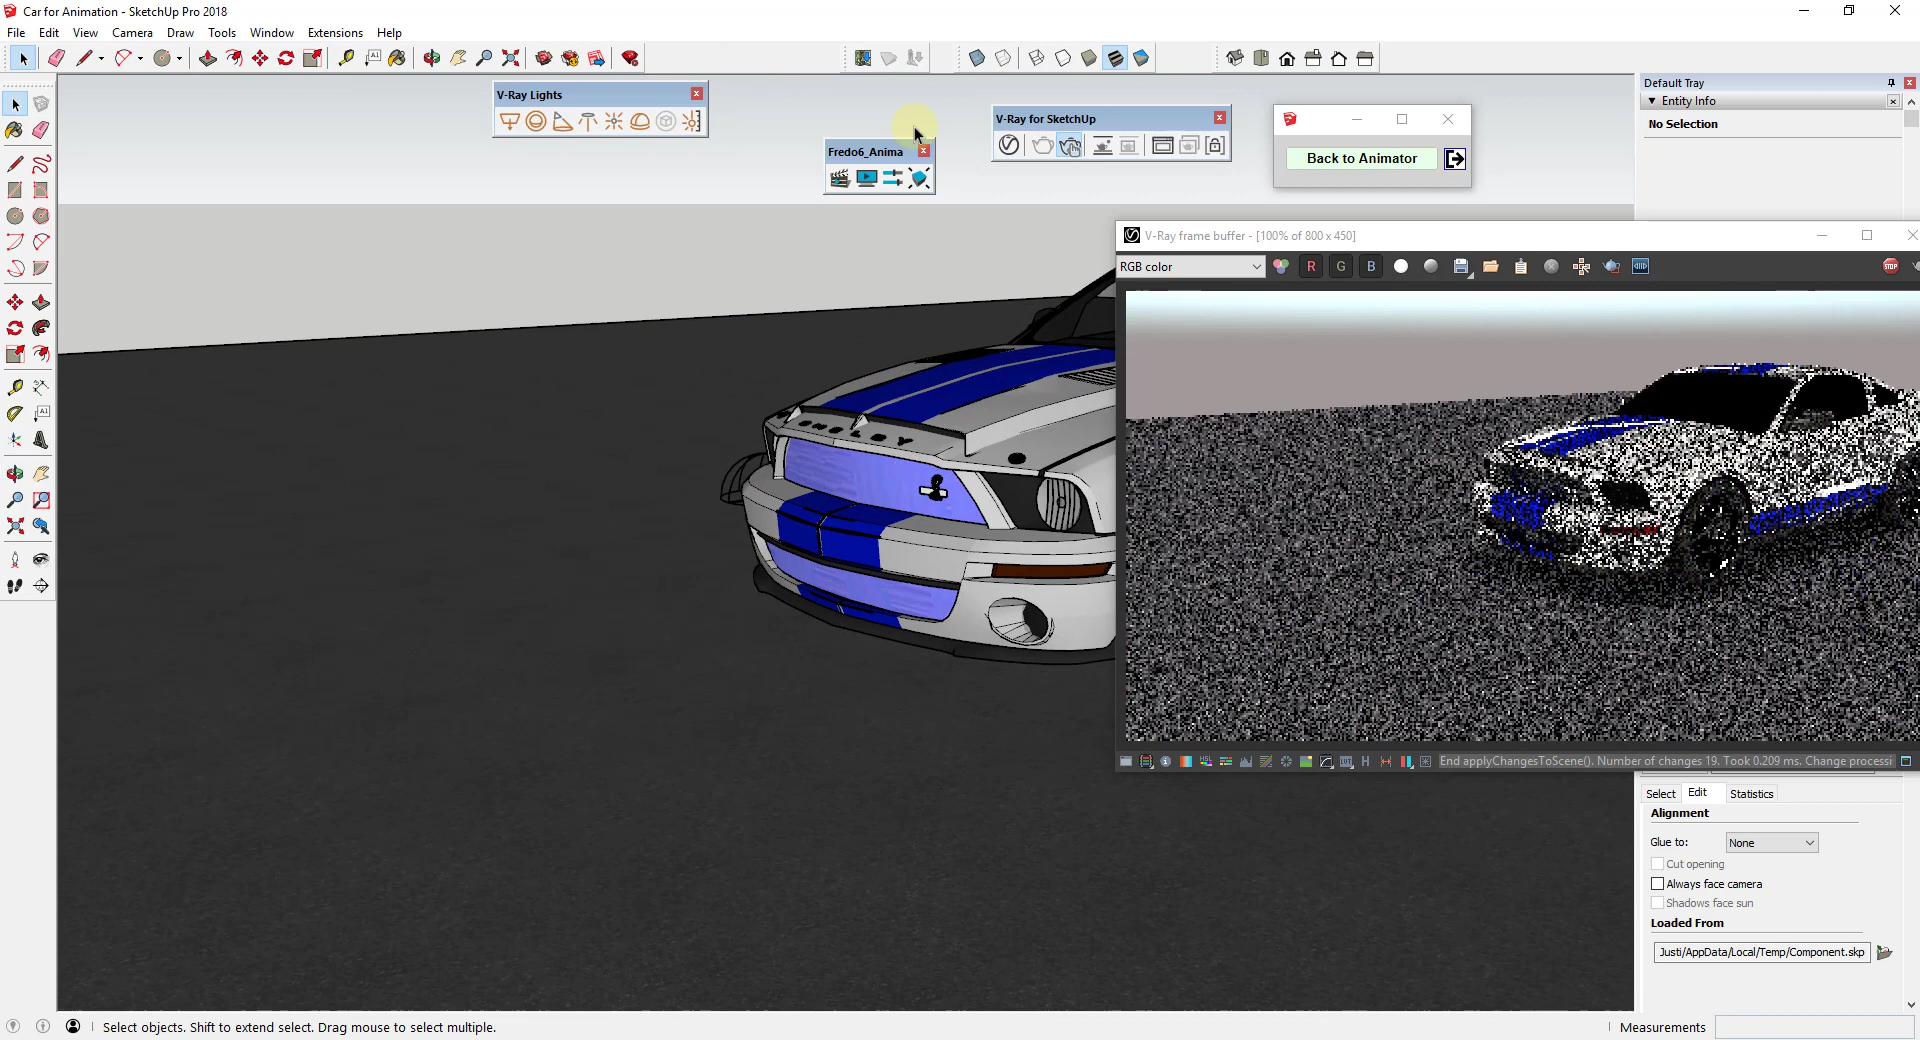 Car for Animation - SketchUp Pro 2018
File Edit View Camera Draw Tools Window Extensions Help
V-Ray Lights
Fredo6_Anima
V-Ray for SketchUp
Back to Animator
Default Tray
Entity Info
No Selection
V-Ray frame buffer - [100% of 800 x 450]
RGB color
R G B
STOP
SHELBY
End applyChangesToScene(). Number of changes 19. Took 0.209 ms. Change processi
Select Edit Statistics
Alignment
Glue to: None
Cut opening
Always face camera
Shadows face sun
Loaded From
Justi/AppData/Local/Temp/Component.skp
Select objects. Shift to extend select. Drag mouse to select multiple.
Measurements